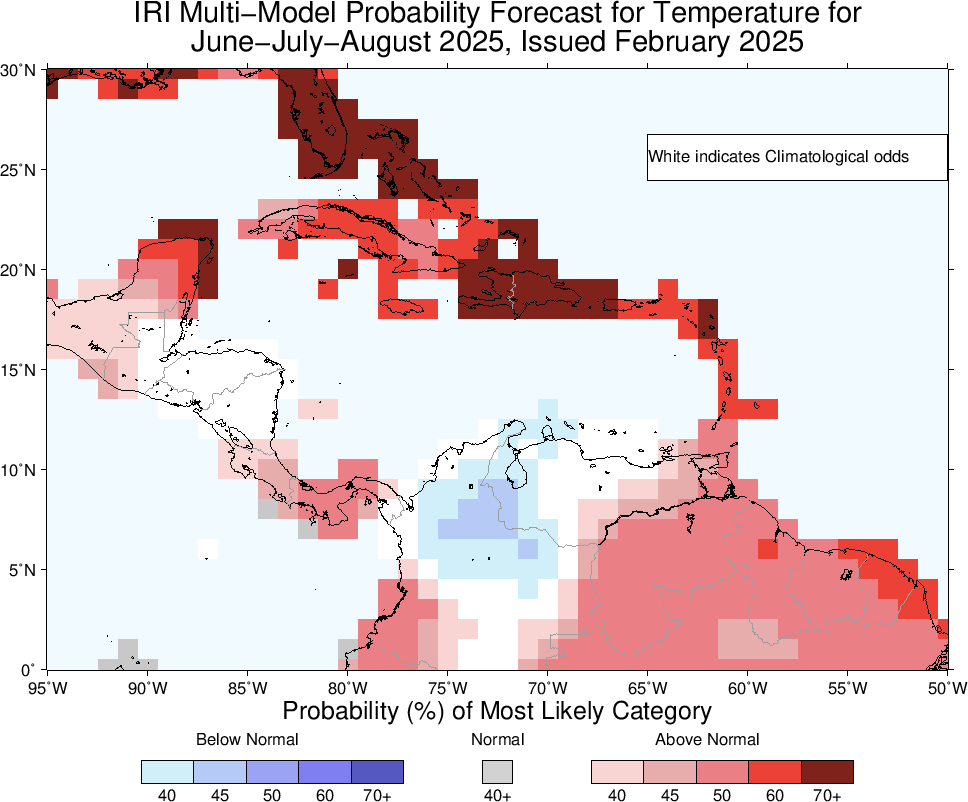 IRI Multi−Model Probability Forecast for Temperature for
June−July−August 2025, Issued February 2025
30˚N
25˚N
20˚N
15˚N
10˚N
5˚N
0˚
White indicates Climatological odds
95˚W 90˚W 85˚W 80˚W 75˚W 70˚W 65˚W 60˚W 55˚W 50˚W
Probability (%) of Most Likely Category
Below Normal Normal Above Normal
40 45 50 60 70+ 40+ 40 45 50 60 70+